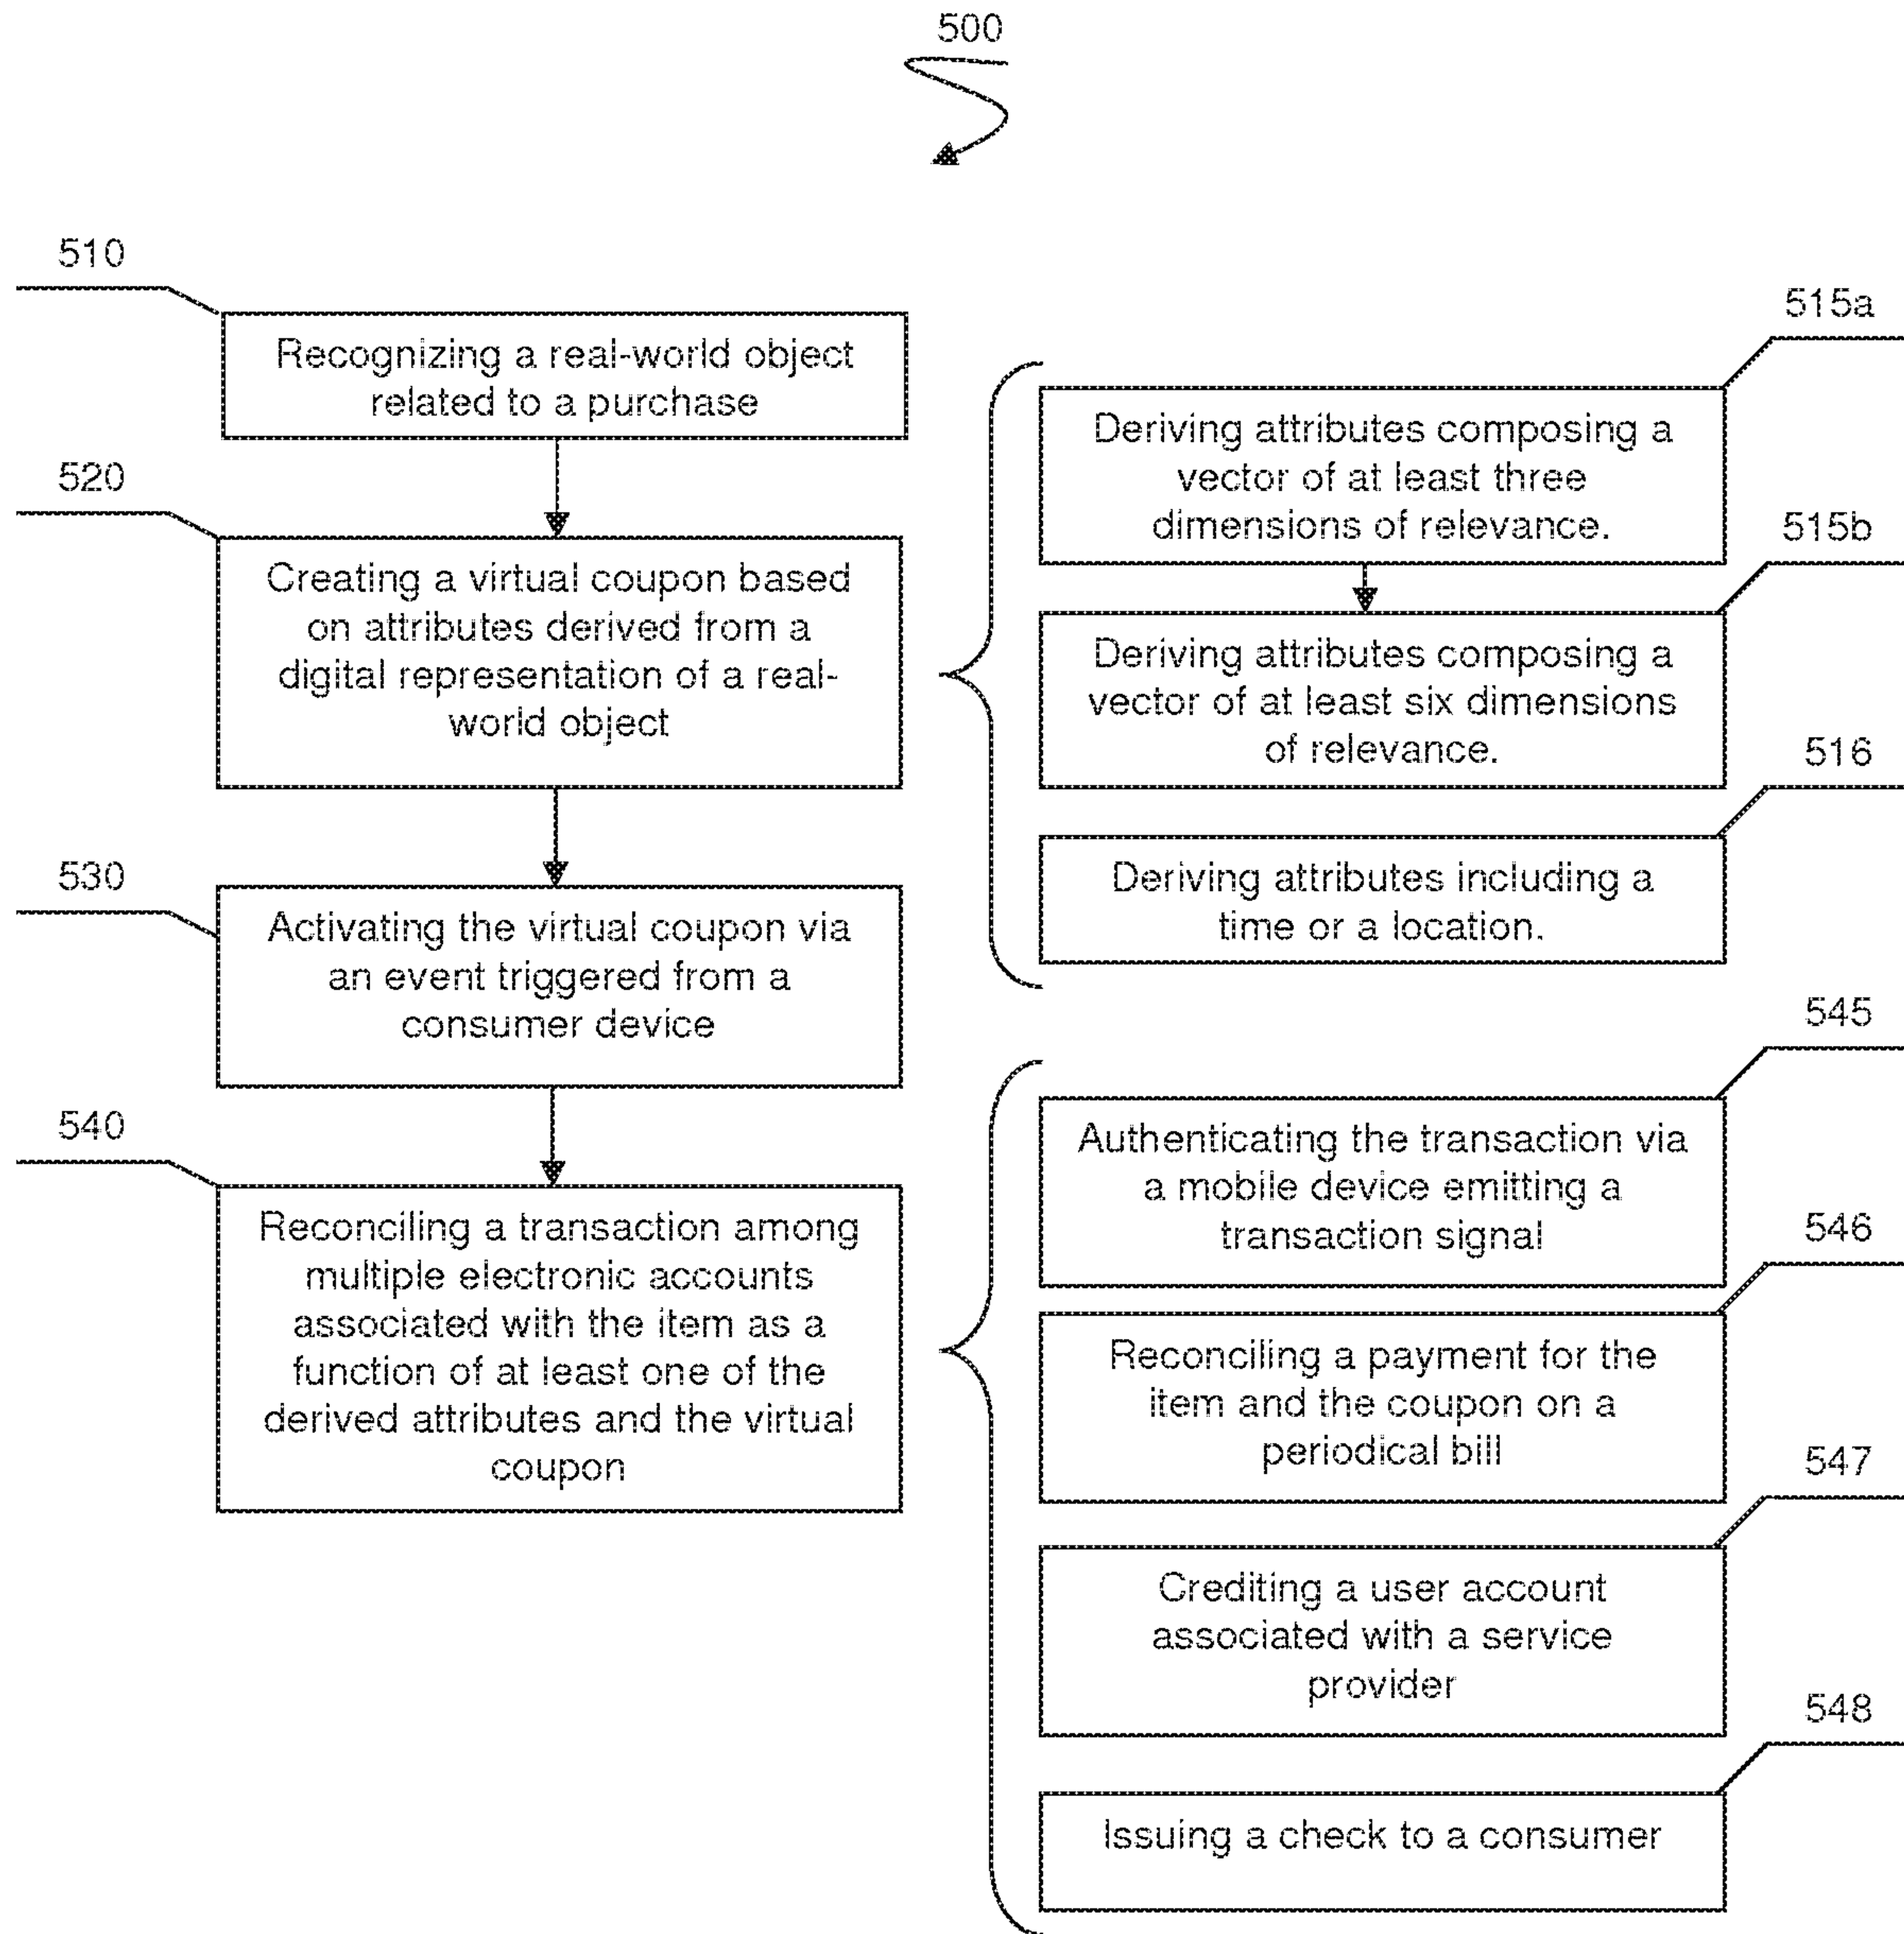 500
510
Recognizing a real-world object
related to a purchase
520
Creating a virtual coupon based
on attributes derived from a
digital representation of a real-
world object
530
Activating the virtual coupon via
an event triggered from a
consumer device
540
Reconciling a transaction among
multiple electronic accounts
associated with the item as a
function of at least one of the
derived attributes and the virtual
coupon
515a
Deriving attributes composing a
vector of at least three
dimensions of relevance.
515b
Deriving attributes composing a
vector of at least six dimensions
of relevance.
516
Deriving attributes including a
time or a location.
545
Authenticating the transaction via
a mobile device emitting a
transaction signal
546
Reconciling a payment for the
item and the coupon on a
periodical bill
547
Crediting a user account
associated with a service
provider
548
Issuing a check to a consumer